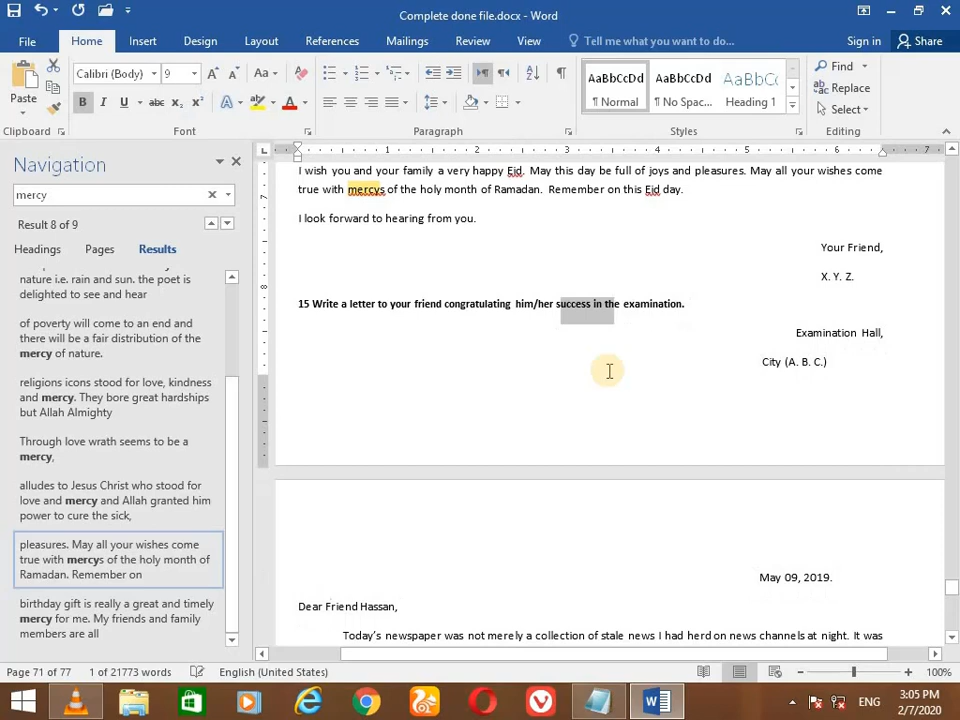 Complete done file.docx - Word
File Home Insert Design Layout References Mailings Review View Tell me what you want to do... Sign in Share
Paste
Calibri (Body) 9
Aa
AaBbCcDd AaBbCcDd AaBbC
¶ Normal ¶ No Spac... Heading 1
Find
Replace
Select
Clipboard Font Paragraph Styles Editing
Navigation
mercy
Result 8 of 9
Headings Pages Results
nature i.e. rain and sun. the poet is
delighted to see and hear
of poverty will come to an end and
there will be a fair distribution of the
mercy of nature.
religions icons stood for love, kindness
and mercy. They bore great hardships
but Allah Almighty
Through love wrath seems to be a
mercy,
alludes to Jesus Christ who stood for
love and mercy and Allah granted him
power to cure the sick,
pleasures. May all your wishes come
true with mercys of the holy month of
Ramadan. Remember on
birthday gift is really a great and timely
mercy for me. My friends and family
members are all
1 2 3 4 5 6 7
I wish you and your family a very happy Eid. May this day be full of joys and pleasures. May all your wishes come
true with mercys of the holy month of Ramadan. Remember on this Eid day.
I look forward to hearing from you.
Your Friend,
X. Y. Z.
15 Write a letter to your friend congratulating him/her success in the examination.
Examination Hall,
City (A. B. C.)
May 09, 2019.
Dear Friend Hassan,
Today's newspaper was not merely a collection of stale news I had herd on news channels at night. It was
Page 71 of 77 1 of 21773 words English (United States) 100%
ENG
3:05 PM
2/7/2020